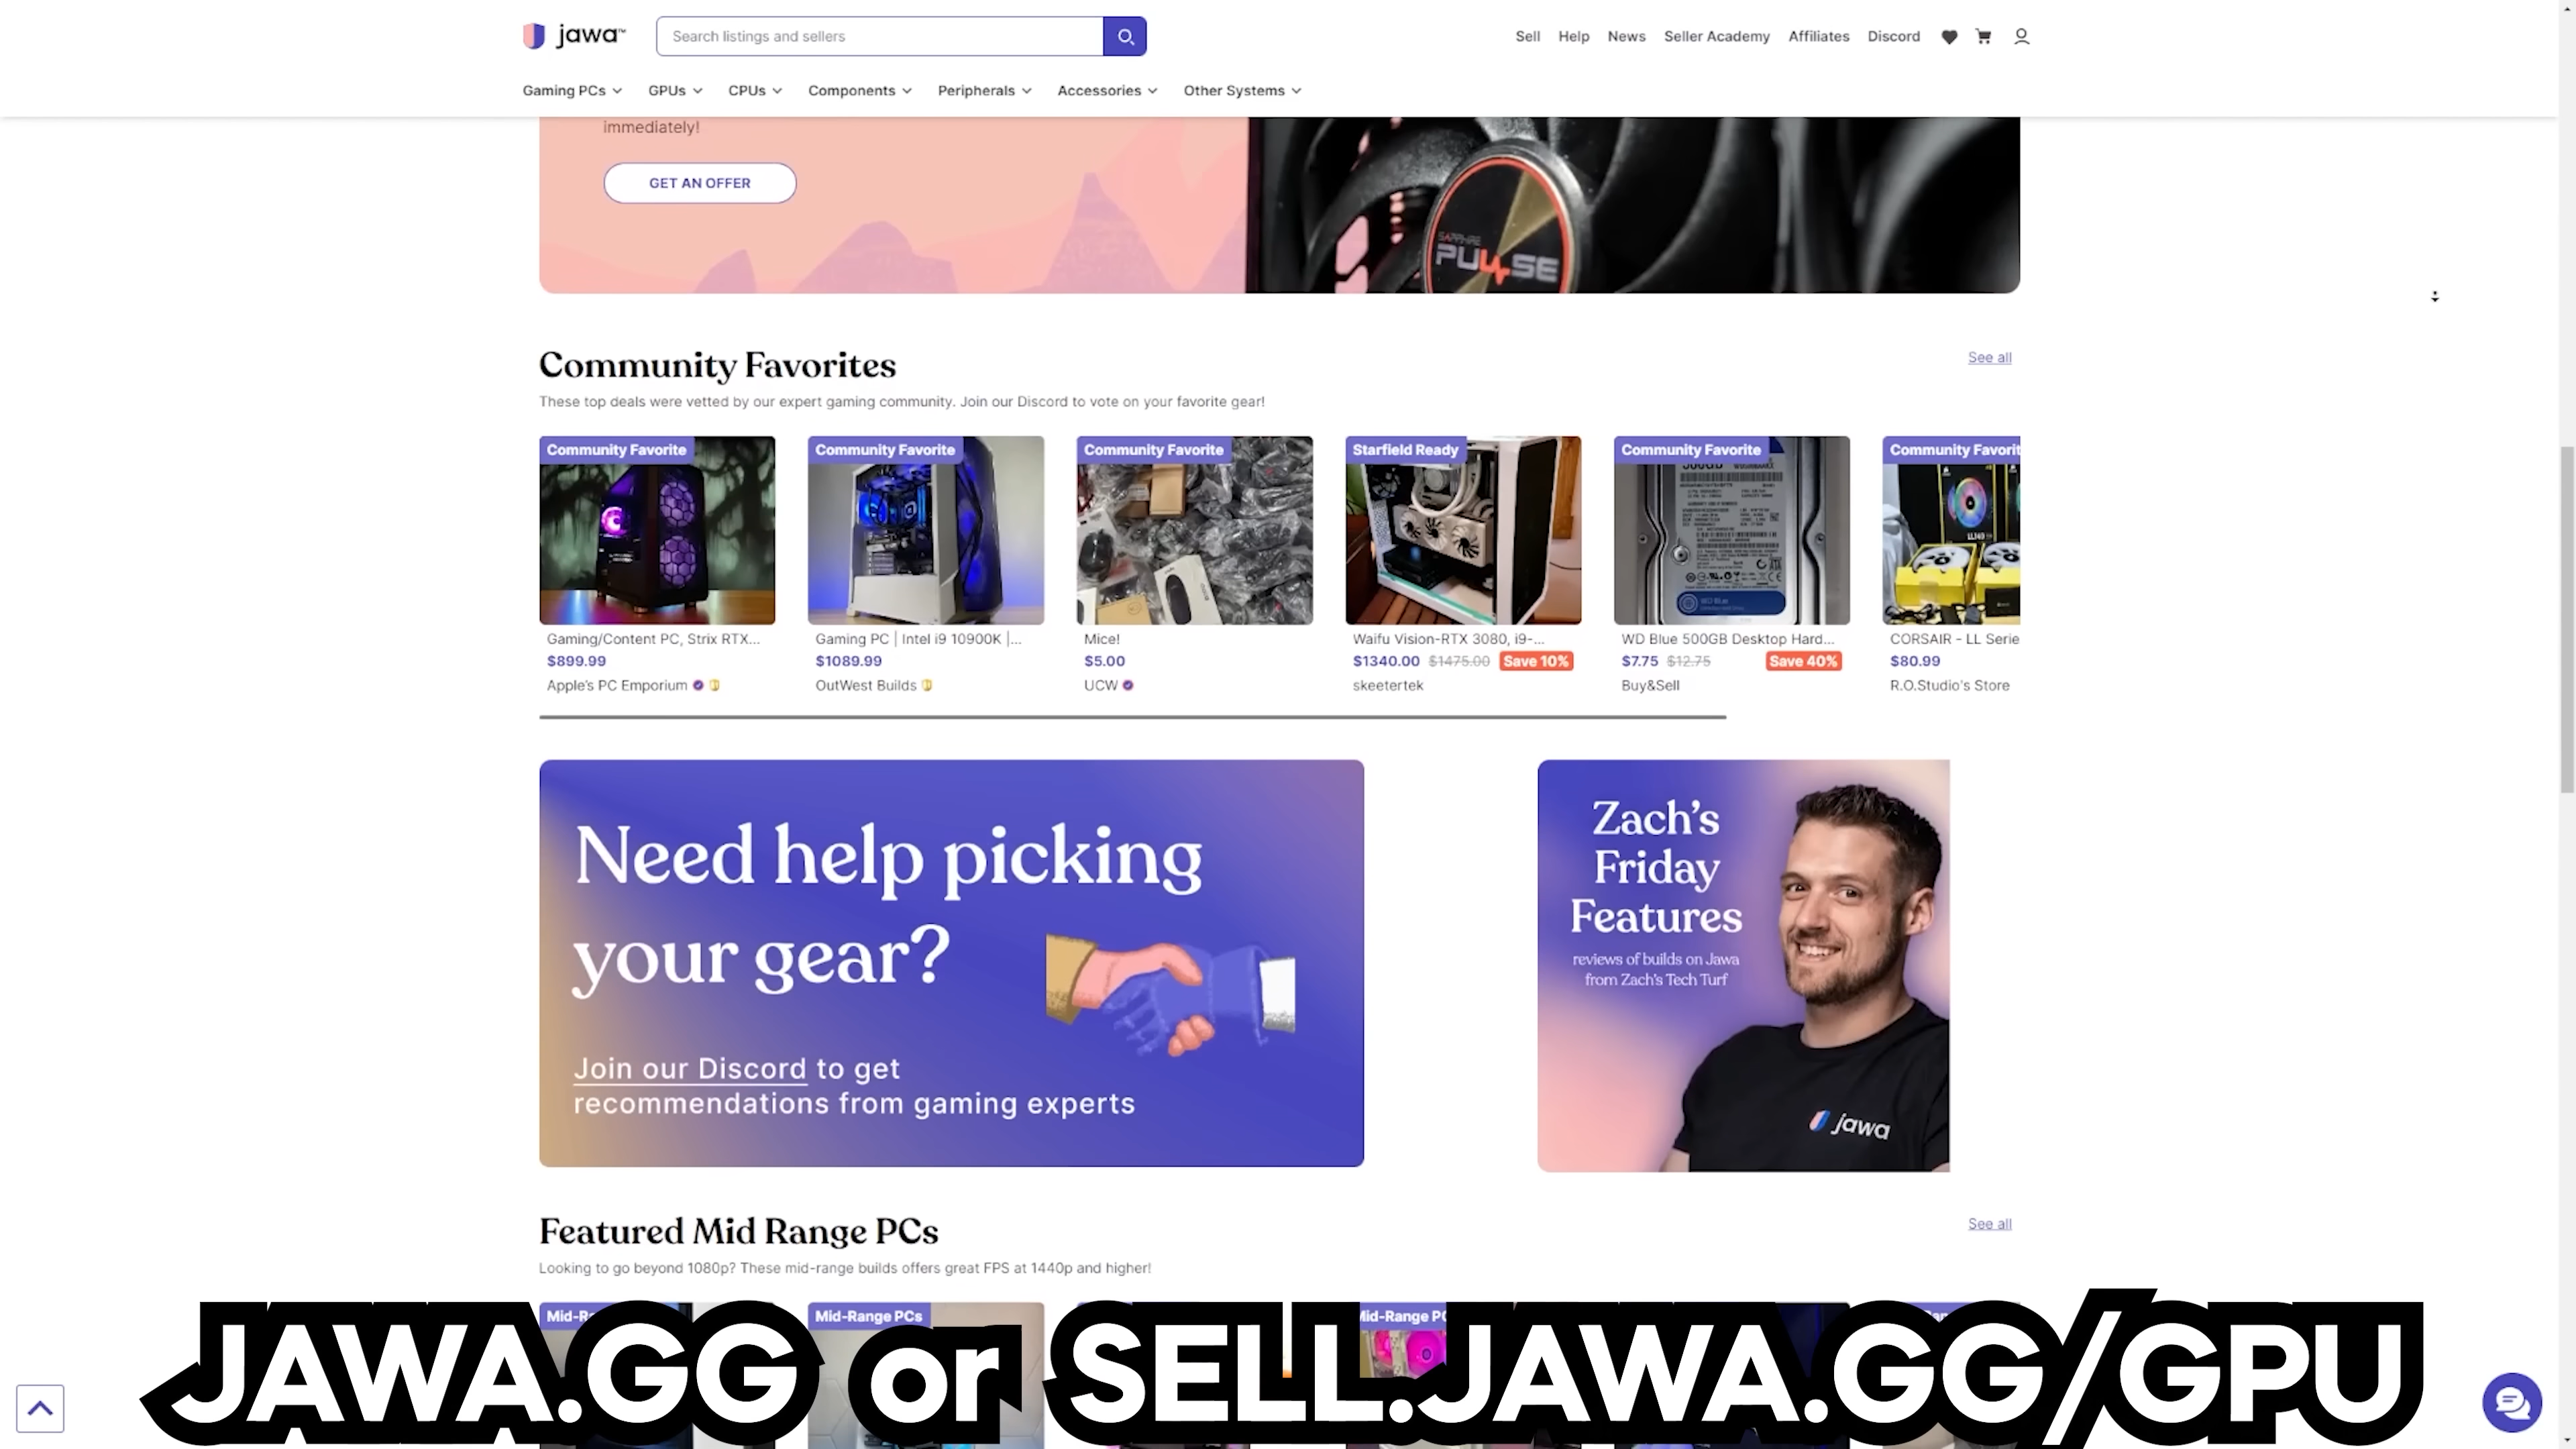 jawa™
Search listings and sellers
Sell Help News Seller Academy Affiliates Discord
Gaming PCs GPUs CPUs Components Peripherals Accessories Other Systems
immediately!
GET AN OFFER
SAPPHIRE
PULSE
Community Favorites
See all
These top deals were vetted by our expert gaming community. Join our Discord to vote on your favorite gear!
Community Favorite
Gaming/Content PC, Strix RTX...
$899.99
Apple's PC Emporium
Community Favorite
Gaming PC | Intel i9 10900K |...
$1089.99
OutWest Builds
Community Favorite
Mice!
$5.00
UCW
Starfield Ready
Waifu Vision-RTX 3080, i9-...
$1340.00 $1475.00 Save 10%
skeetertek
Community Favorite
500GB
SATA
WD Blue
WD Blue 500GB Desktop Hard...
$7.75 $12.75 Save 40%
Buy&Sell
Community Favorit
LL140
CORSAIR - LL Serie
$80.99
R.O.Studio's Store
Need help picking
your gear?
Join our Discord to get
recommendations from gaming experts
Zach's
Friday
Features
reviews of builds on Jawa
from Zach's Tech Turf
jawa
Featured Mid Range PCs
See all
Looking to go beyond 1080p? These mid-range builds offers great FPS at 1440p and higher!
Mid-Range PCs
JAWA.GG or SELL.JAWA.GG/GPU